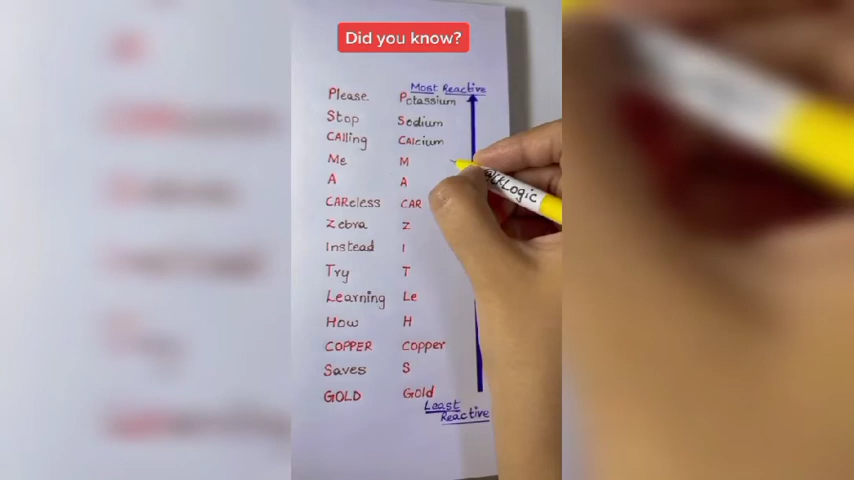 Did you know?
Most Reactive
Please Potassium
Stop Sodium
CAlling CALcium
Me M
A A
CAReless CAR
Zebra Z
Instead I
Try T
Learning Le
How H
COPPER Copper
Saves S
GOLD Gold
Least
Reactive
Logic